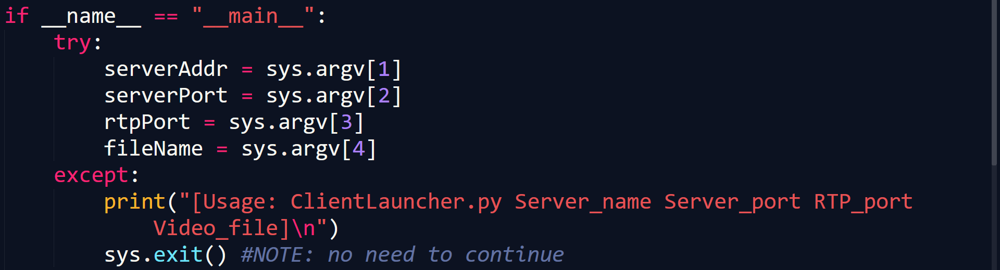 if __name__ == "__main__":
    try:
        serverAddr = sys.argv[1]
        serverPort = sys.argv[2]
        rtpPort = sys.argv[3]
        fileName = sys.argv[4]
    except:
        print("[Usage: ClientLauncher.py Server_name Server_port RTP_port
            Video_file]\n")
        sys.exit() #NOTE: no need to continue